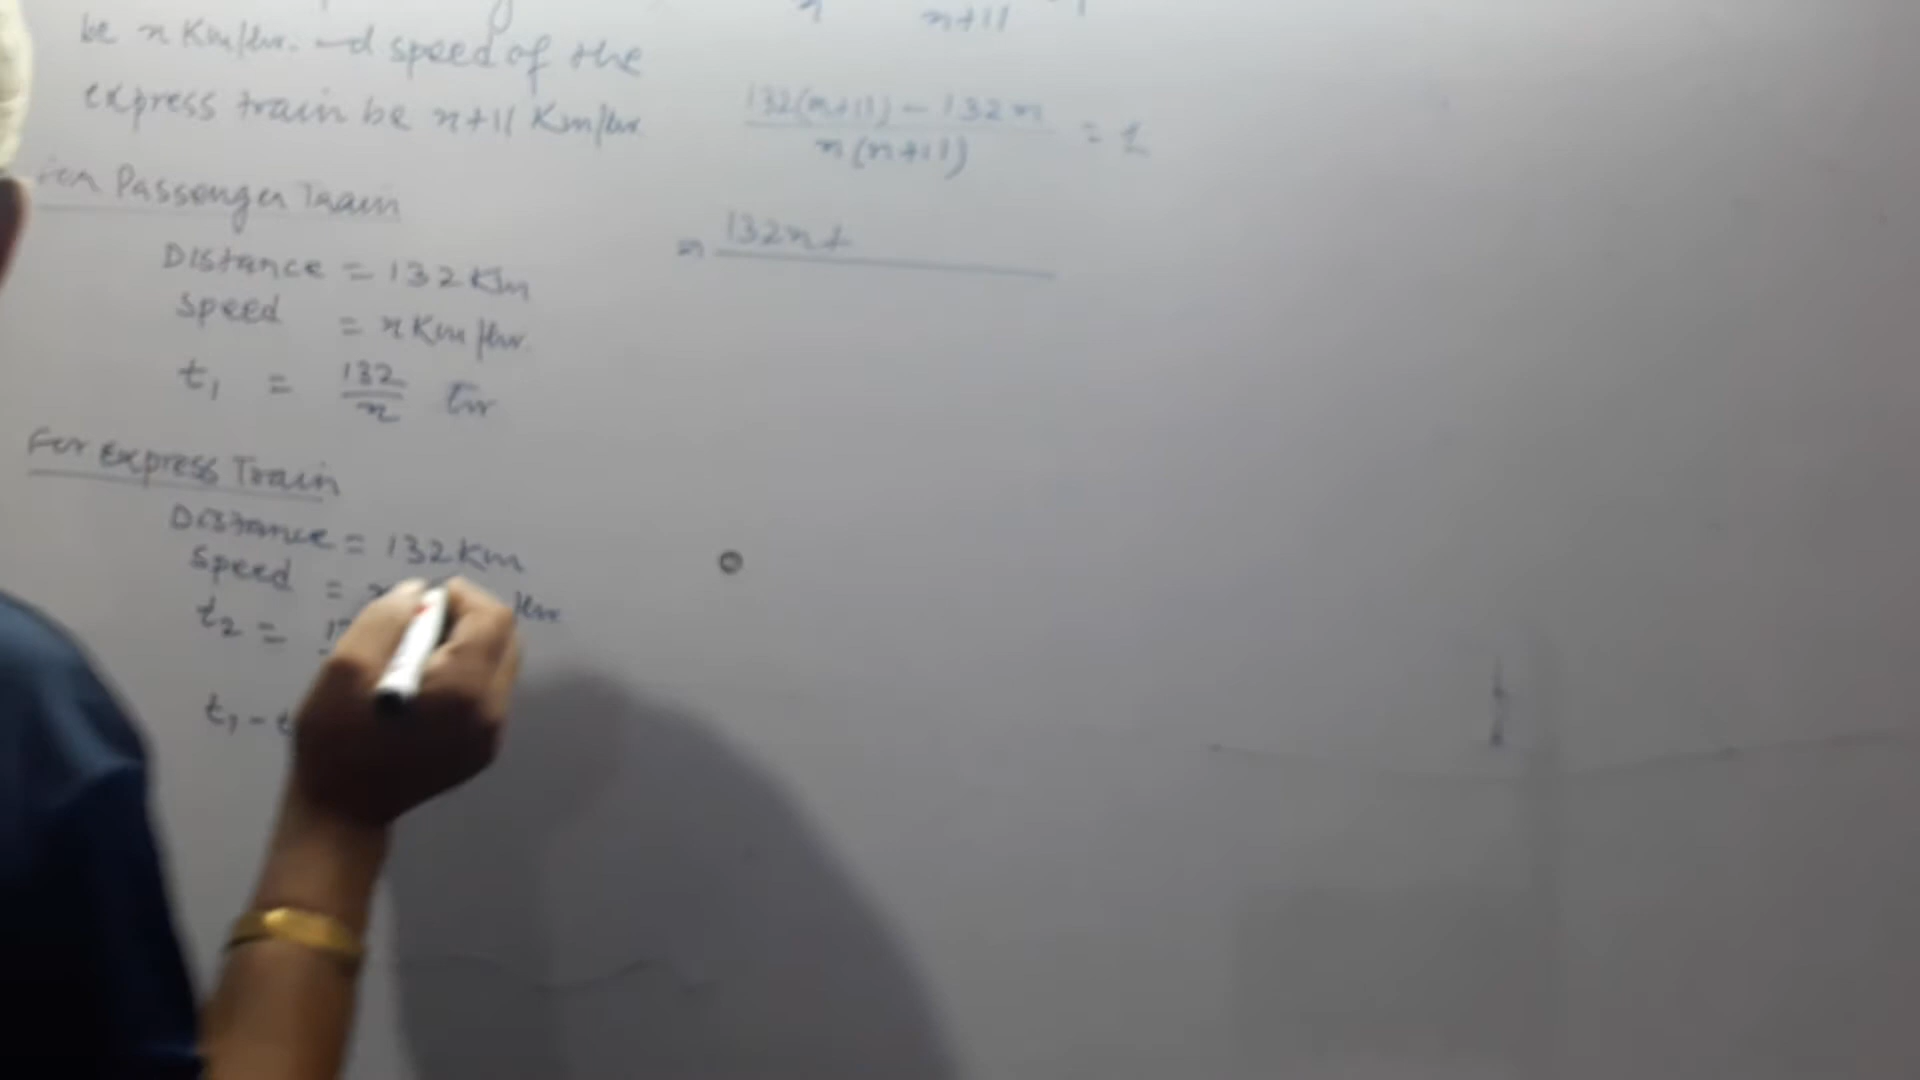 be x Km/hr. and speed of the
express train be x+11 Km/hr
For Passenger Train
Distance = 132 Km
Speed = x Km/hr.
t₁ = 132/x hr
For Express Train
Distance = 132 Km
Speed = /hr
t₂ =
t₁ - t
x x+11
132(x+11) - 132x / x(x+11) = 1
= 132x+